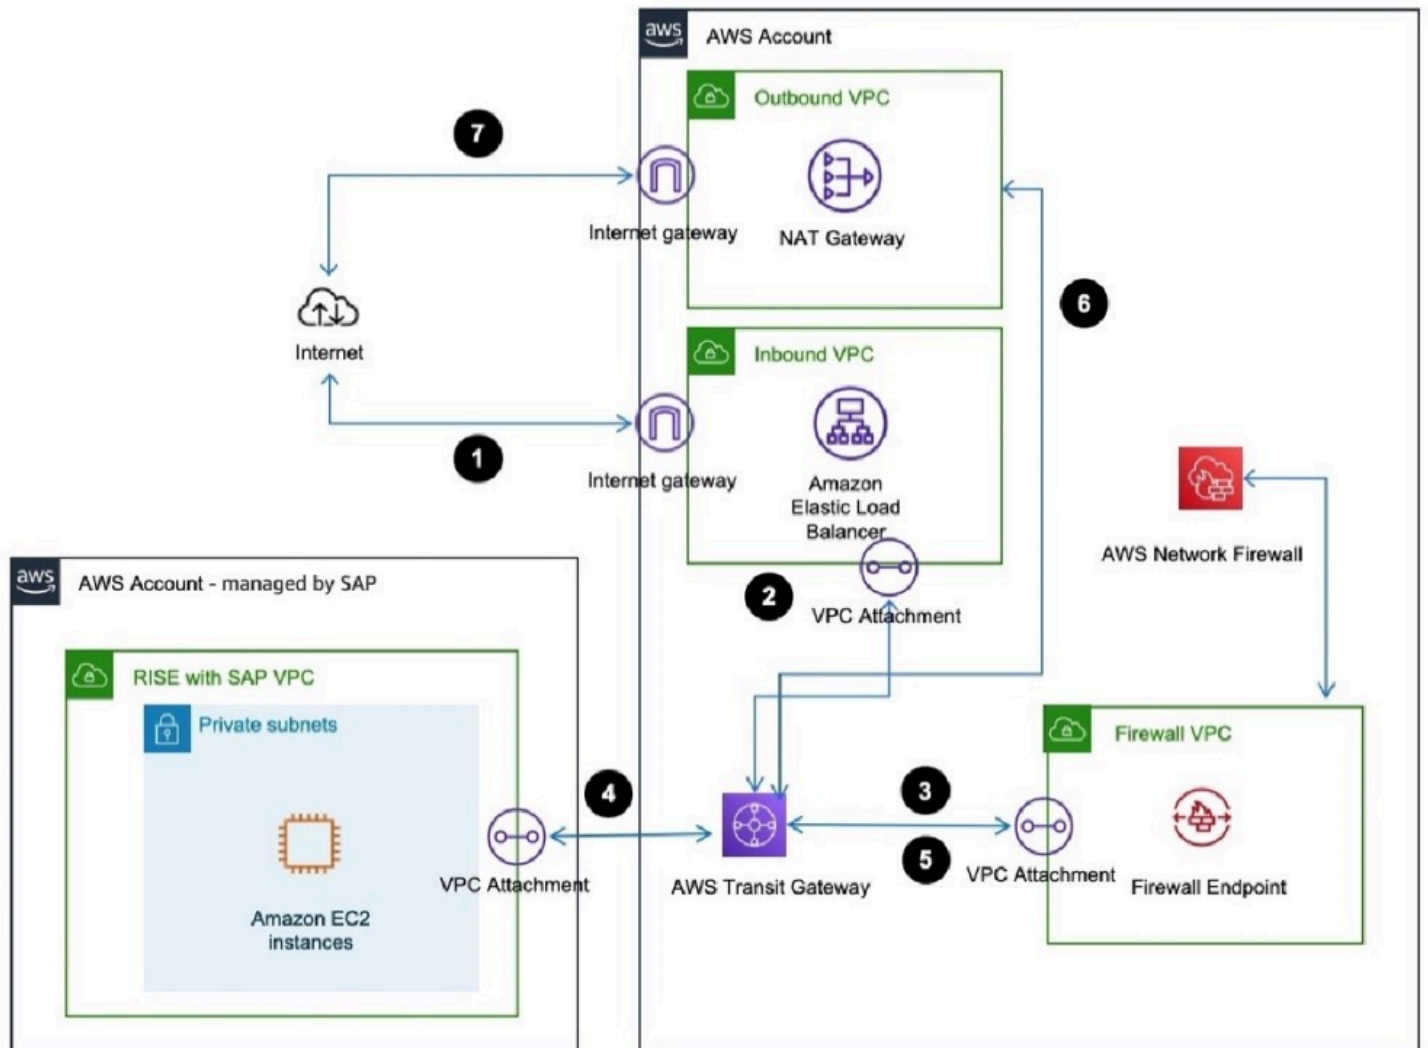 aws
AWS Account
Outbound VPC
7
Internet gateway
NAT Gateway
6
Internet
Inbound VPC
1
Internet gateway
Amazon
Elastic Load
Balancer
AWS Network Firewall
2
VPC Attachment
aws
AWS Account - managed by SAP
RISE with SAP VPC
Private subnets
Firewall VPC
4
3
5
VPC Attachment
AWS Transit Gateway
VPC Attachment
Firewall Endpoint
Amazon EC2
instances